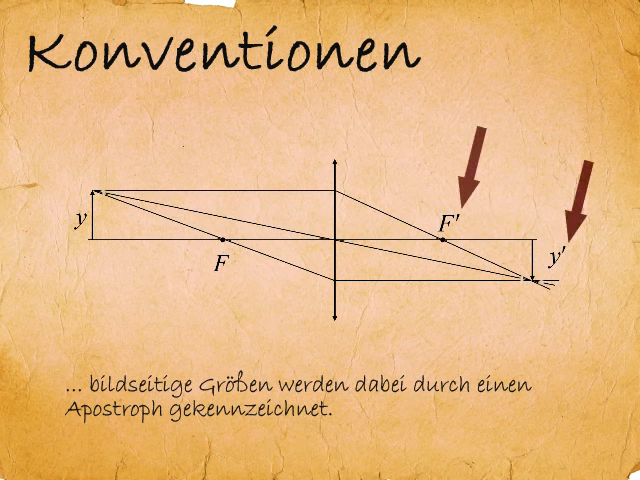 Konventionen
F'
y
y'
F
... bildseitige Größen werden dabei durch einen
Apostroph gekennzeichnet.